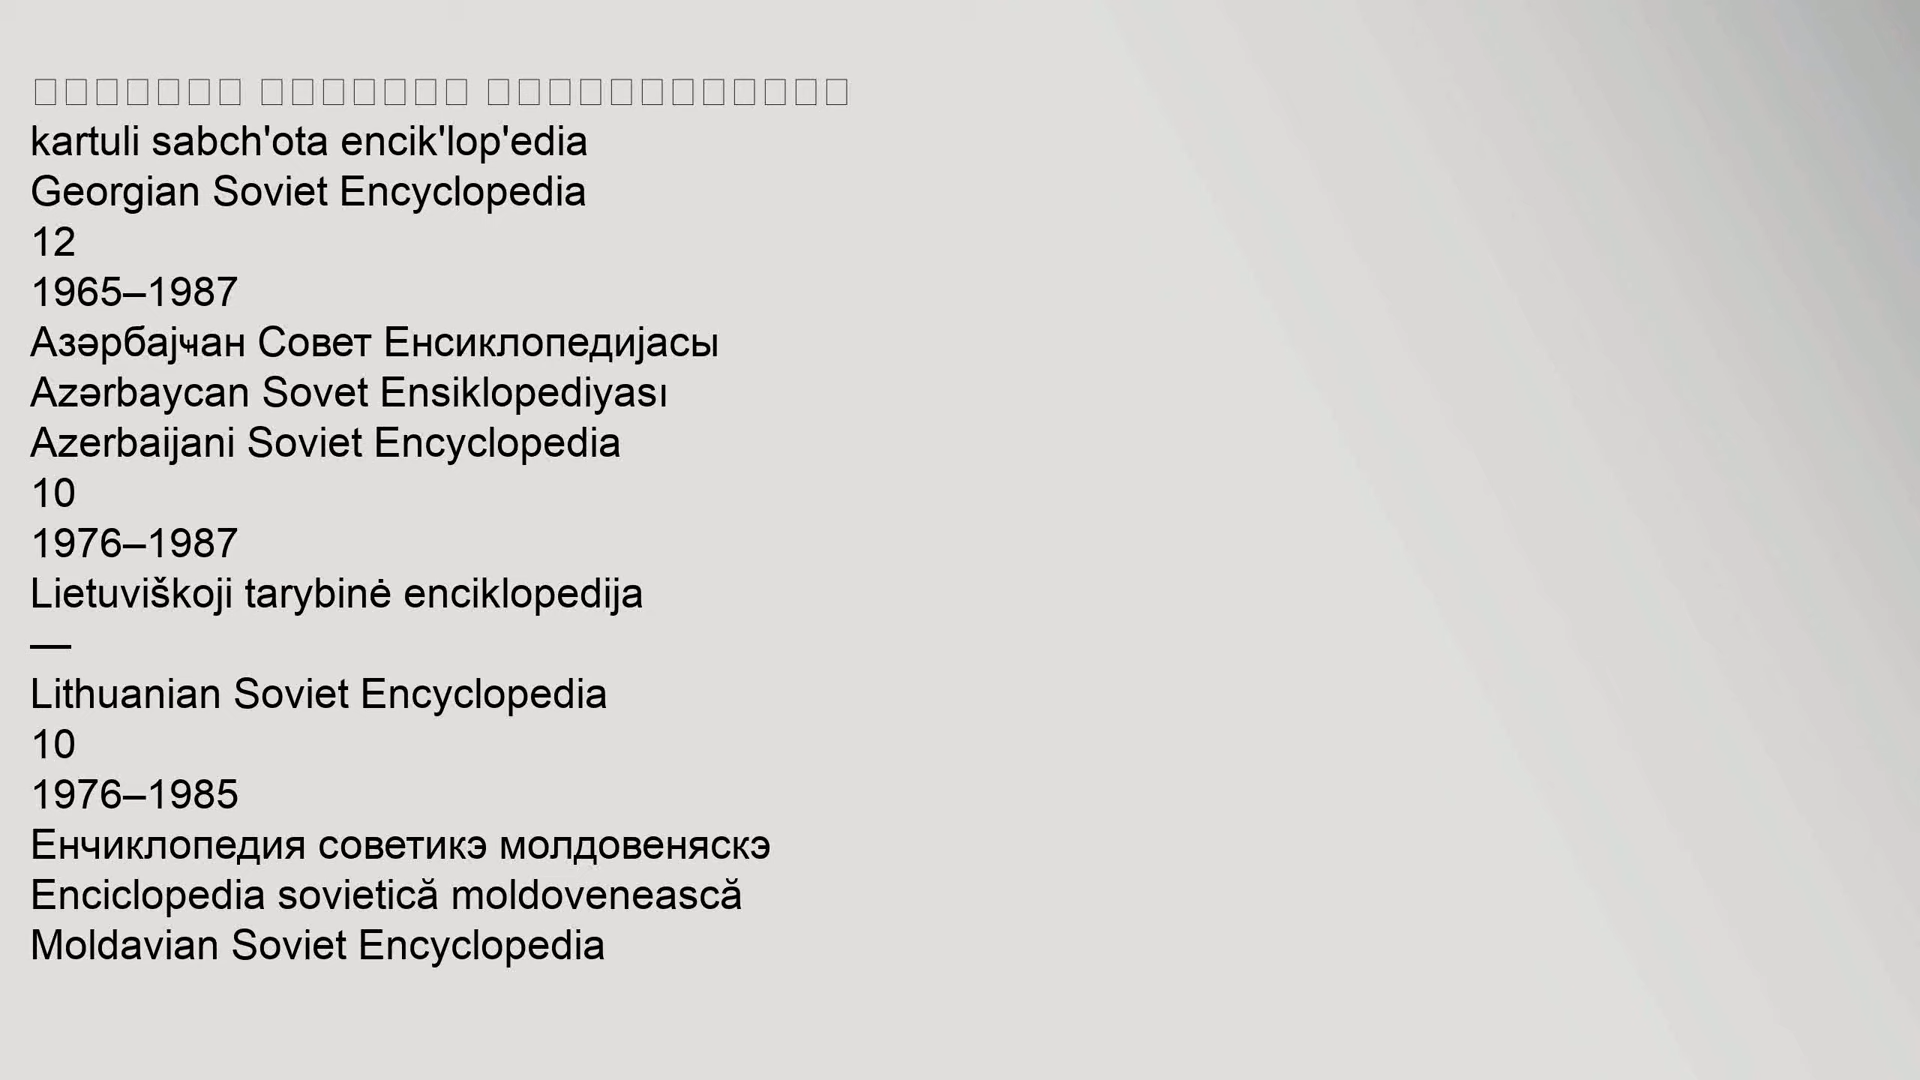 kartuli sabch'ota encik'lop'edia
Georgian Soviet Encyclopedia
12
1965–1987
Азәрбајҹан Совет Енсиклопедијасы
Azərbaycan Sovet Ensiklopediyası
Azerbaijani Soviet Encyclopedia
10
1976–1987
Lietuviškoji tarybinė enciklopedija
—
Lithuanian Soviet Encyclopedia
10
1976–1985
Енчиклопедия советикэ молдовеняскэ
Enciclopedia sovietică moldovenească
Moldavian Soviet Encyclopedia